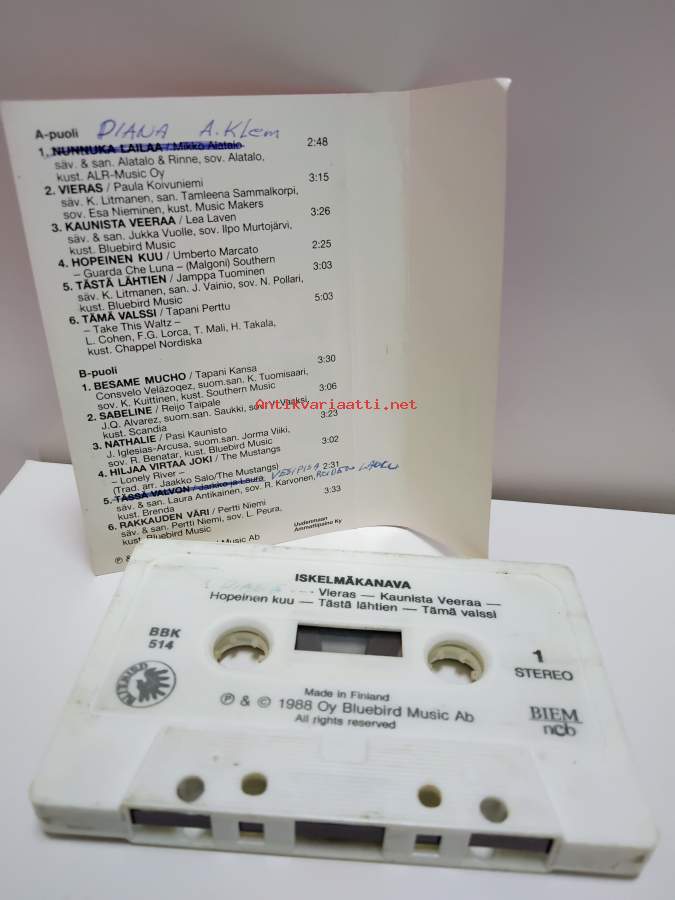 A-puoli DIANA A. Klem
1. NUNNUKA LAILAA / Mikko Alatalo 2:48
säv. & san. Alatalo & Rinne, sov. Alatalo,
kust. ALR-Music Oy
2. VIERAS / Paula Koivuniemi 3:15
säv. K. Litmanen, san. Tamleena Sammalkorpi,
sov. Esa Nieminen, kust. Music Makers
3. KAUNISTA VEERAA / Lea Laven 3:26
säv. & san. Jukka Vuolle, sov. Ilpo Murtojärvi,
kust. Bluebird Music
4. HOPEINEN KUU / Umberto Marcato 2:25
– Guarda Che Luna – (Malgoni) Southern
5. TÄSTÄ LÄHTIEN / Jamppa Tuominen 3:03
säv. K. Litmanen, san. J. Vainio, sov. N. Pollari,
kust. Bluebird Music
6. TÄMÄ VALSSI / Tapani Perttu 5:03
– Take This Waltz –
L. Cohen, F.G. Lorca, T. Mali, H. Takala,
kust. Chappel Nordiska
B-puoli
1. BESAME MUCHO / Tapani Kansa 3:30
Consvelo Velázoqez, suom.san. K. Tuomisaari,
sov. K. Kuittinen, kust. Southern Music
2. SABELINE / Reijo Taipale 3:06
J.Q. Alvarez, suom.san. Saukki, sov. Vaaksi,
kust. Scandia
3. NATHALIE / Pasi Kaunisto 3:23
J. Iglesias-Arcusa, suom.san. Jorma Viiki,
sov. R. Benatar, kust. Bluebird Music
4. HILJAA VIRTAA JOKI / The Mustangs 3:02
– Lonely River –
(Trad. arr. Jaakko Salo/The Mustangs)
5. TÄSSÄ VALVON / Jarkko ja Laura 2:31
säv. & san. Laura Antikainen, sov. R. Karvonen,
kust. Brenda
6. RAKKAUDEN VÄRI / Pertti Niemi 3:33
säv. & san. Pertti Niemi, sov. L. Peura,
kust. Bluebird Music
Uudenmaan
Ammattipaino Ky
Ⓟ & Music Ab
Antikvariaatti.net
ISKELMÄKANAVA
Vieras — Kaunista Veeraa —
Hopeinen kuu — Tästä lähtien — Tämä valssi
BBK
514
1
STEREO
BLUEBIRD
Made in Finland
Ⓟ & © 1988 Oy Bluebird Music Ab
All rights reserved
BIEM
ncb